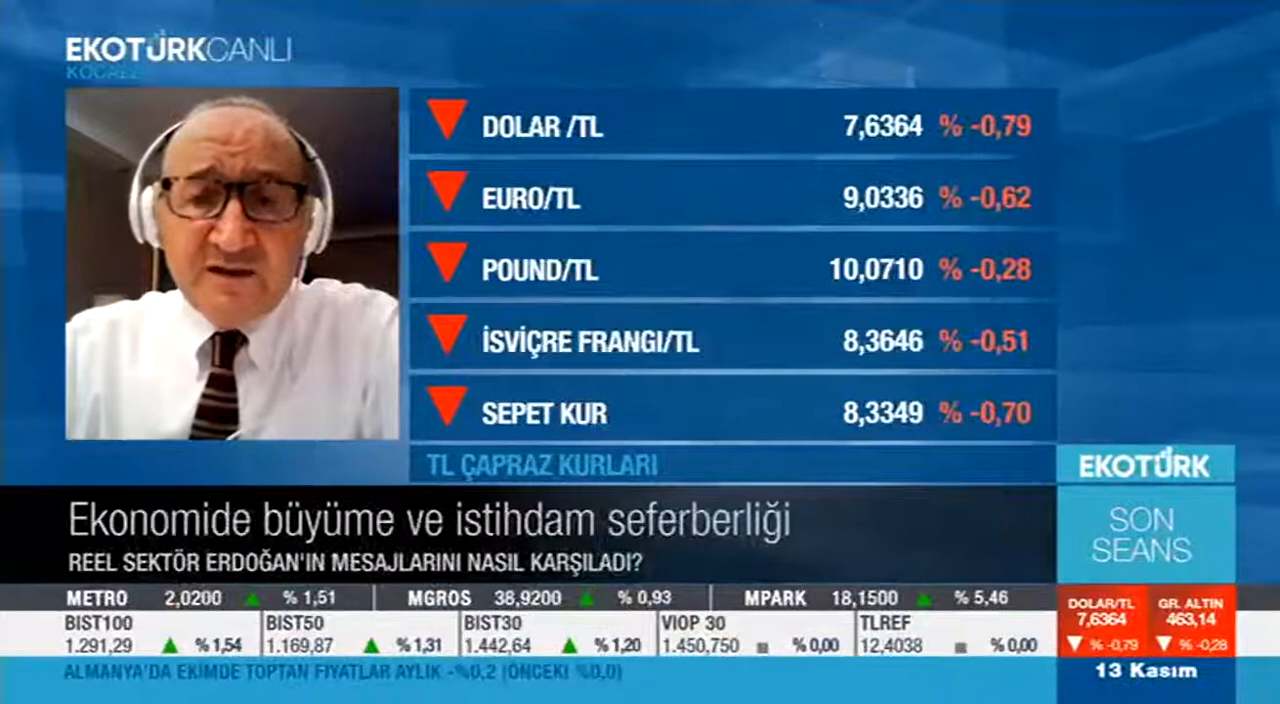 EKOTÜRK CANLI
KOCAELİ
DOLAR /TL 7,6364 % -0,79
EURO/TL 9,0336 % -0,62
POUND/TL 10,0710 % -0,28
İSVİÇRE FRANGI/TL 8,3646 % -0,51
SEPET KUR 8,3349 % -0,70
TL ÇAPRAZ KURLARI
EKOTÜRK
SON
SEANS
Ekonomide büyüme ve istihdam seferberliği
REEL SEKTÖR ERDOĞAN'IN MESAJLARINI NASIL KARŞILADI?
METRO 2,0200 % 1,51 MGROS 38,9200 % 0,93 MPARK 18,1500 % 5,46
BIST100 BIST50 BIST30 VIOP 30 TLREF
1.291,29 % 1,54 1.169,87 % 1,31 1.442,64 % 1,20 1.450,750 % 0,00 12,4038 % 0,00
DOLAR/TL GR. ALTIN
7,6364 463,14
% -0,79 % -0,28
ALMANYA'DA EKİMDE TOPTAN FİYATLAR AYLIK -%0,2 (ÖNCEKİ %0,0)
13 Kasım